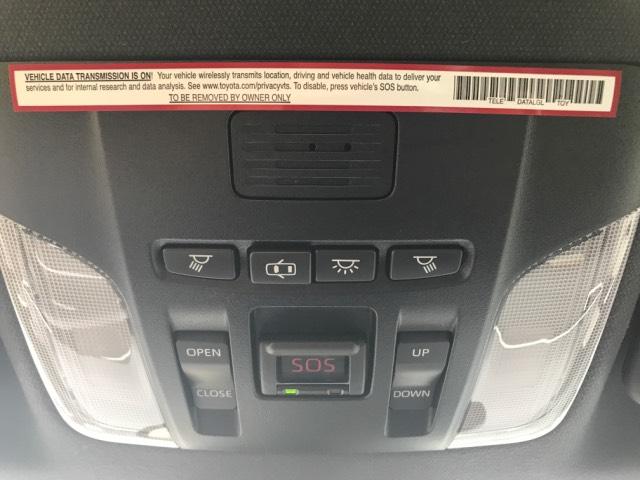 VEHICLE DATA TRANSMISSION IS ON! Your vehicle wirelessly transmits location, driving and vehicle health data to deliver your
services and for internal research and data analysis. See www.toyota.com/privacyvts. To disable, press vehicle's SOS button.
TO BE REMOVED BY OWNER ONLY
TELE DATALGL TOY
OPEN
CLOSE
SOS
UP
DOWN